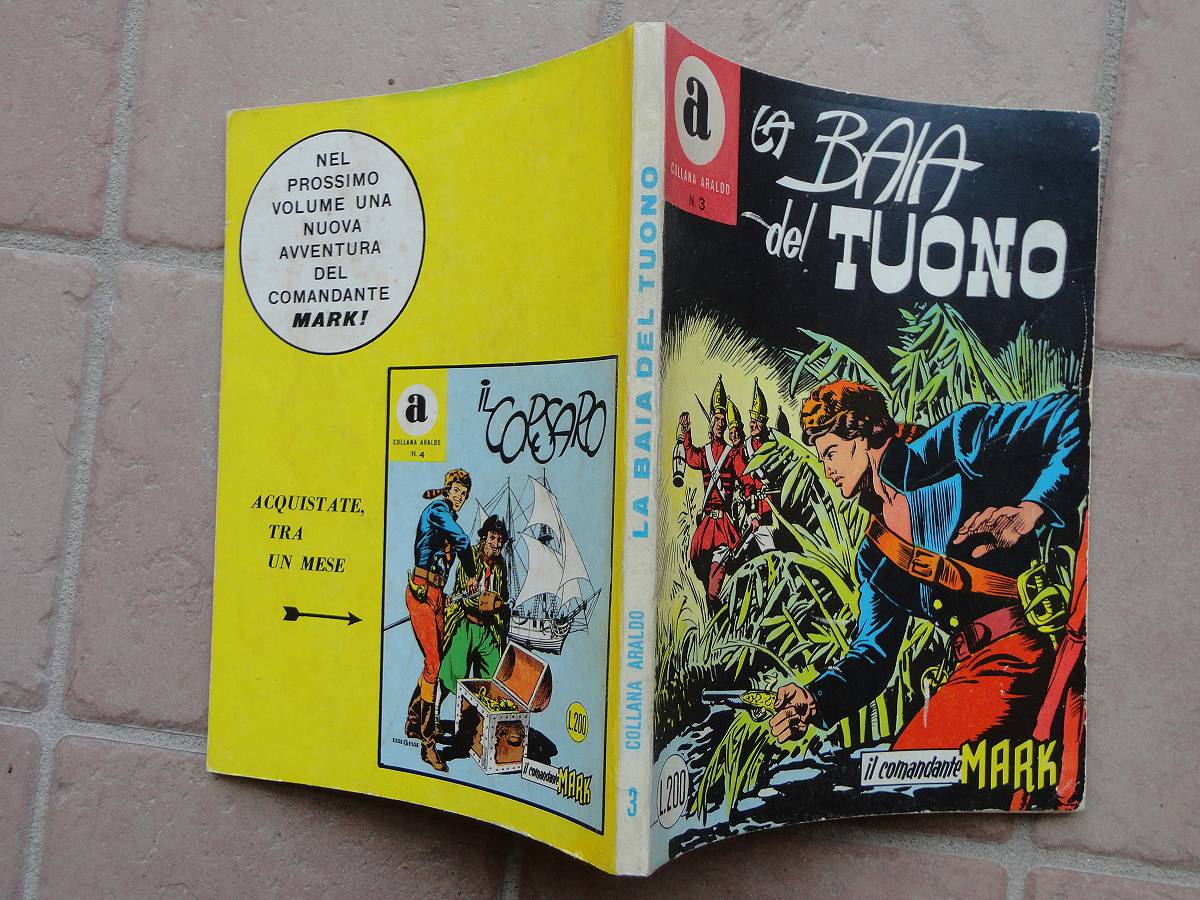 NEL
PROSSIMO
VOLUME UNA
NUOVA
AVVENTURA
DEL
COMANDANTE
MARK!
ACQUISTATE,
TRA
UN MESE
a
COLLANA ARALDO
N. 4
il CORSARO
L.200
ESSEGESSE
il comandante MARK
LA BAIA DEL TUONO
COLLANA ARALDO
3
a
COLLANA ARALDO
N. 3
LA BAIA
del TUONO
L.200
il comandante MARK